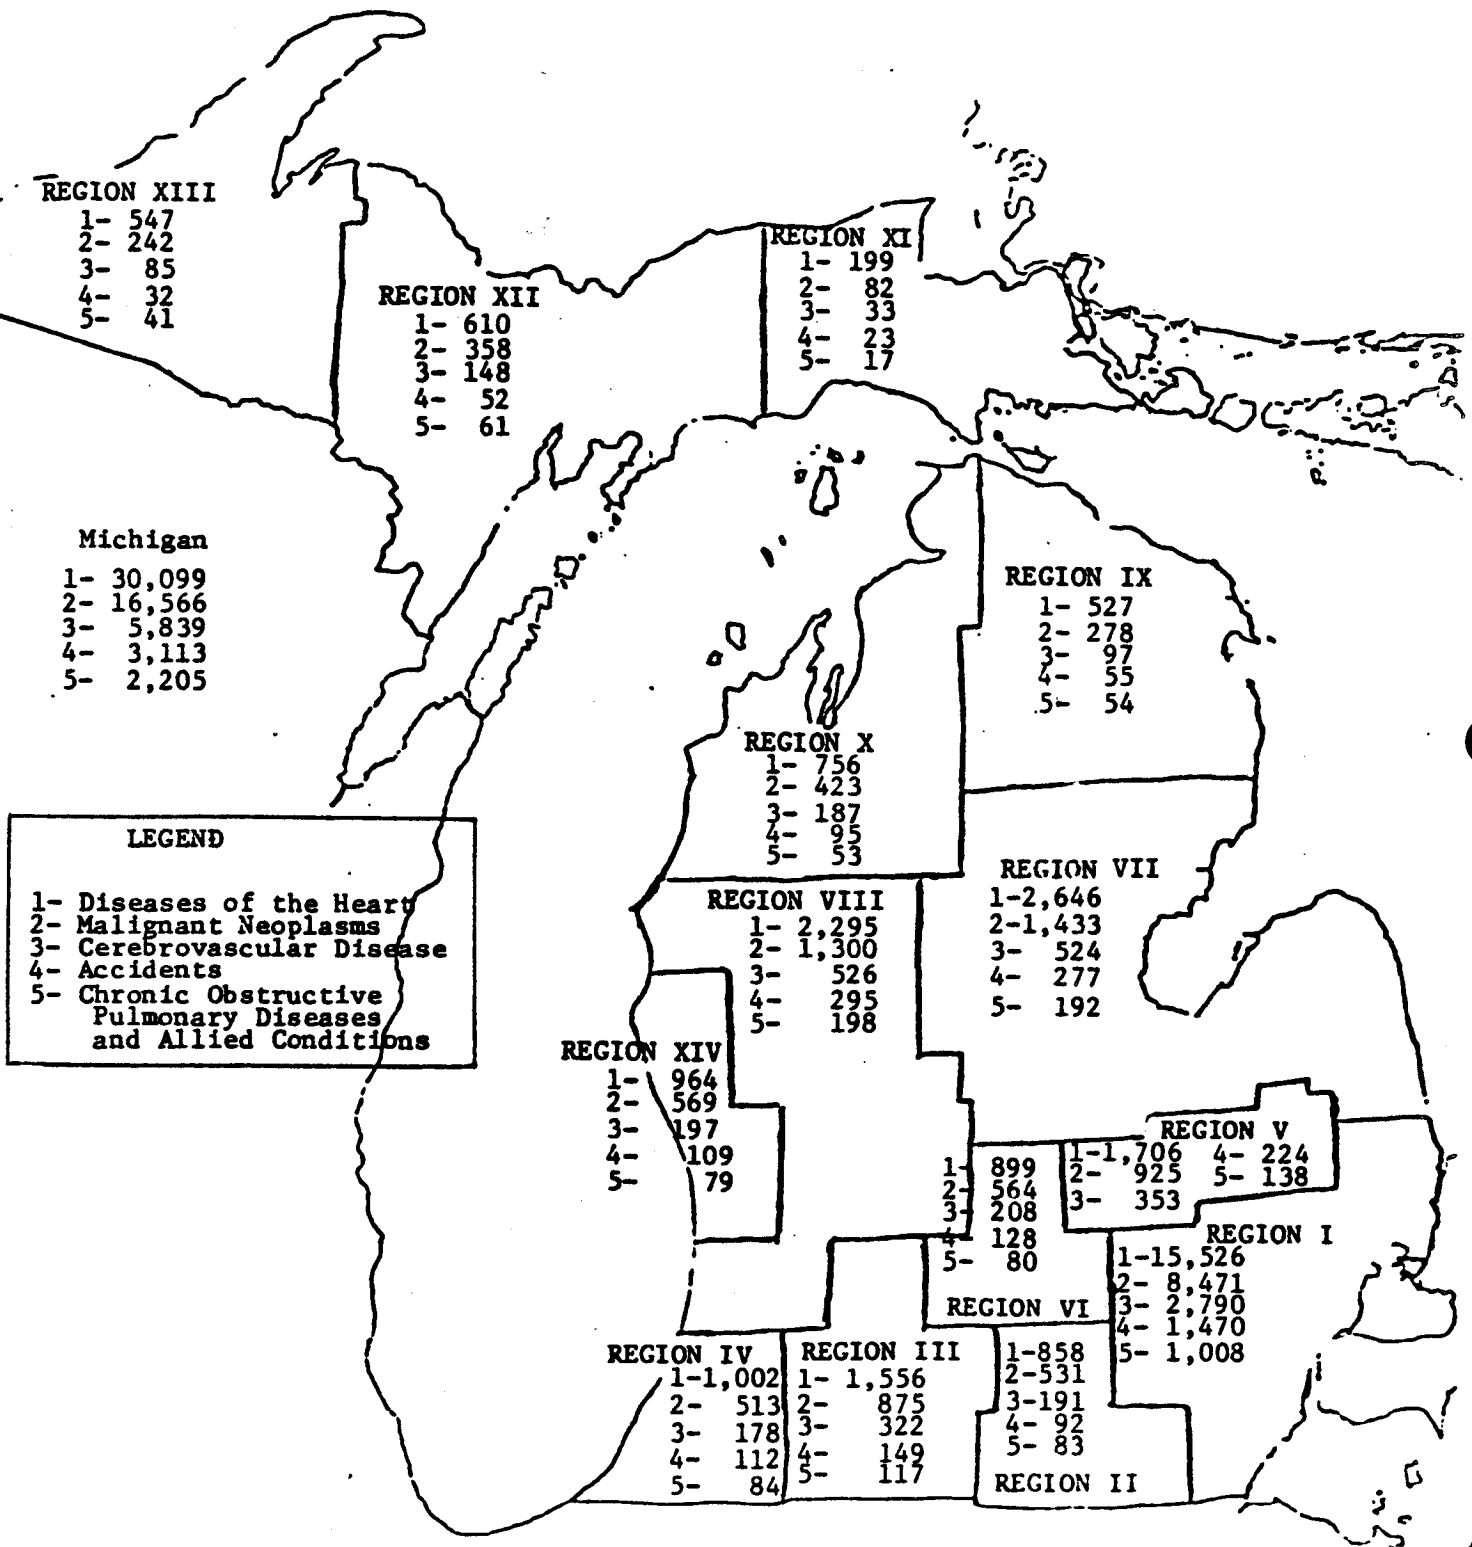 REGION XIII
1- 547
2- 242
3- 85
4- 32
5- 41
REGION XII
1- 610
2- 358
3- 148
4- 52
5- 61
REGION XI
1- 199
2- 82
3- 33
4- 23
5- 17
Michigan
1- 30,099
2- 16,566
3- 5,839
4- 3,113
5- 2,205
REGION IX
1- 527
2- 278
3- 97
4- 55
5- 54
REGION X
1- 756
2- 423
3- 187
4- 95
5- 53
LEGEND
1- Diseases of the Heart
2- Malignant Neoplasms
3- Cerebrovascular Disease
4- Accidents
5- Chronic Obstructive
Pulmonary Diseases
and Allied Conditions
REGION VIII
1- 2,295
2- 1,300
3- 526
4- 295
5- 198
REGION VII
1-2,646
2-1,433
3- 524
4- 277
5- 192
REGION XIV
1- 964
2- 569
3- 197
4- 109
5- 79
REGION V
1-1,706 4- 224
2- 925 5- 138
3- 353
1- 899
2- 564
3- 208
4- 128
5- 80
REGION VI
REGION I
1-15,526
2- 8,471
3- 2,790
4- 1,470
5- 1,008
REGION IV
1-1,002
2- 513
3- 178
4- 112
5- 84
REGION III
1- 1,556
2- 875
3- 322
4- 149
5- 117
1-858
2-531
3-191
4- 92
5- 83
REGION II